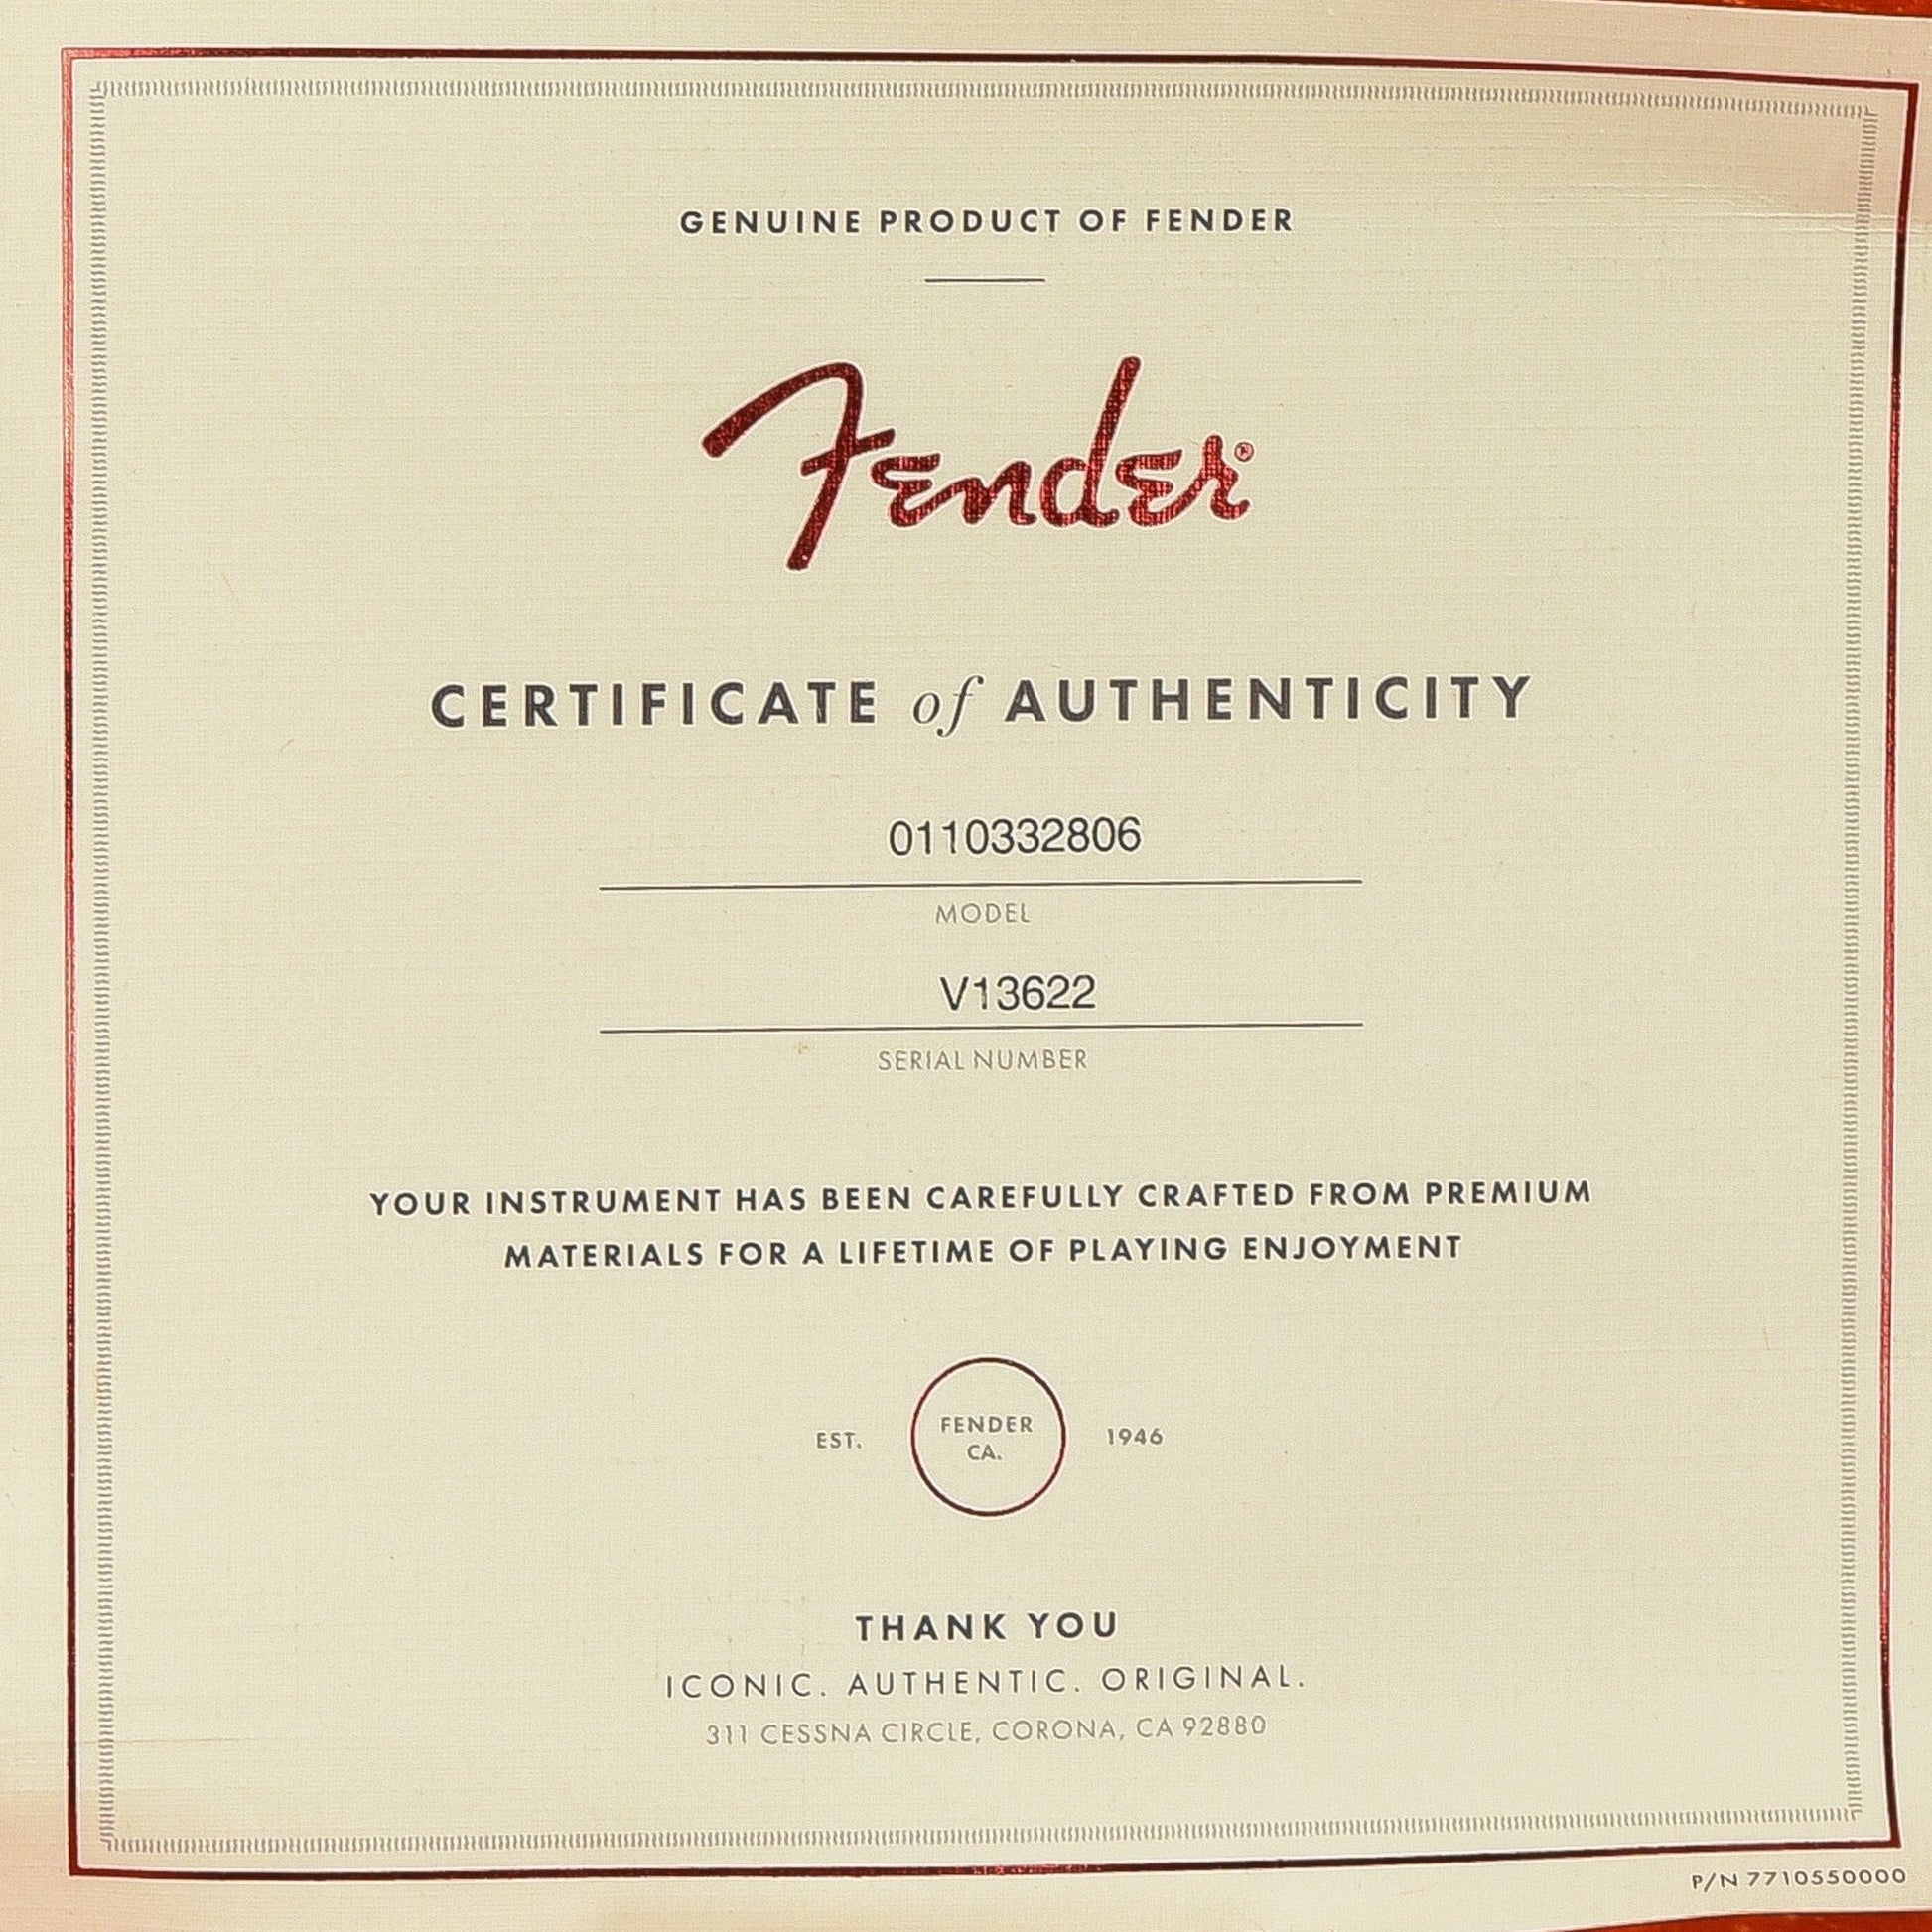 GENUINE PRODUCT OF FENDER
Fender®
CERTIFICATE of AUTHENTICITY
0110332806
MODEL
V13622
SERIAL NUMBER
YOUR INSTRUMENT HAS BEEN CAREFULLY CRAFTED FROM PREMIUM
MATERIALS FOR A LIFETIME OF PLAYING ENJOYMENT
EST. FENDER CA. 1946
THANK YOU
ICONIC. AUTHENTIC. ORIGINAL.
311 CESSNA CIRCLE, CORONA, CA 92880
P/N 7710550000